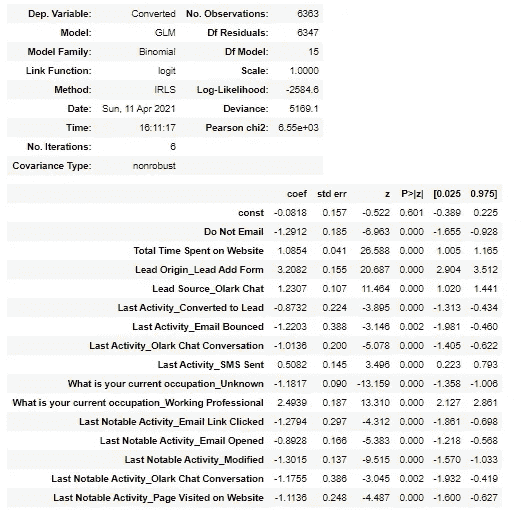 Dep. Variable: Converted No. Observations: 6363
Model: GLM Df Residuals: 6347
Model Family: Binomial Df Model: 15
Link Function: logit Scale: 1.0000
Method: IRLS Log-Likelihood: -2584.6
Date: Sun, 11 Apr 2021 Deviance: 5169.1
Time: 16:11:17 Pearson chi2: 6.55e+03
No. Iterations: 6
Covariance Type: nonrobust
coef std err z P>|z| [0.025 0.975]
const -0.0818 0.157 -0.522 0.601 -0.389 0.225
Do Not Email -1.2912 0.185 -6.963 0.000 -1.655 -0.928
Total Time Spent on Website 1.0854 0.041 26.588 0.000 1.005 1.165
Lead Origin_Lead Add Form 3.2082 0.155 20.687 0.000 2.904 3.512
Lead Source_Olark Chat 1.2307 0.107 11.464 0.000 1.020 1.441
Last Activity_Converted to Lead -0.8732 0.224 -3.895 0.000 -1.313 -0.434
Last Activity_Email Bounced -1.2203 0.388 -3.146 0.002 -1.981 -0.460
Last Activity_Olark Chat Conversation -1.0136 0.200 -5.078 0.000 -1.405 -0.622
Last Activity_SMS Sent 0.5082 0.145 3.496 0.000 0.223 0.793
What is your current occupation_Unknown -1.1817 0.090 -13.159 0.000 -1.358 -1.006
What is your current occupation_Working Professional 2.4939 0.187 13.310 0.000 2.127 2.861
Last Notable Activity_Email Link Clicked -1.2794 0.297 -4.312 0.000 -1.861 -0.698
Last Notable Activity_Email Opened -0.8928 0.166 -5.383 0.000 -1.218 -0.568
Last Notable Activity_Modified -1.3015 0.137 -9.515 0.000 -1.570 -1.033
Last Notable Activity_Olark Chat Conversation -1.1755 0.386 -3.045 0.002 -1.932 -0.419
Last Notable Activity_Page Visited on Website -1.1136 0.248 -4.487 0.000 -1.600 -0.627